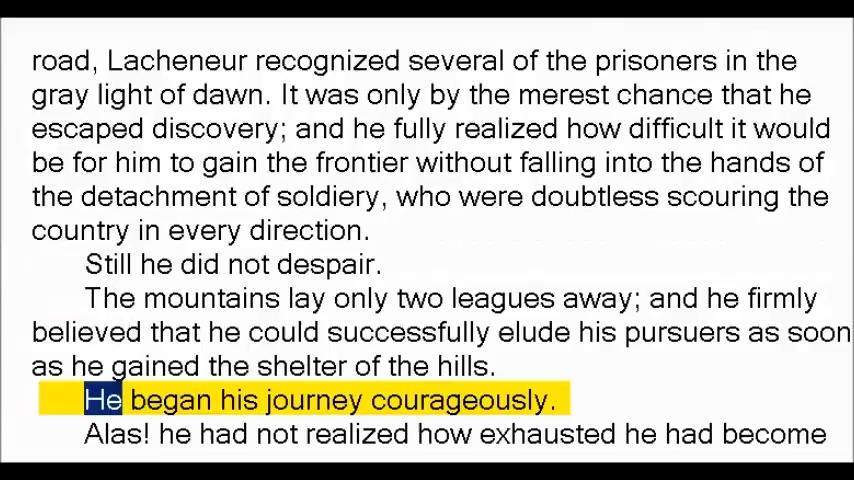 road, Lacheneur recognized several of the prisoners in the
gray light of dawn. It was only by the merest chance that he
escaped discovery; and he fully realized how difficult it would
be for him to gain the frontier without falling into the hands of
the detachment of soldiery, who were doubtless scouring the
country in every direction.
Still he did not despair.
The mountains lay only two leagues away; and he firmly
believed that he could successfully elude his pursuers as soon
as he gained the shelter of the hills.
He began his journey courageously.
Alas! he had not realized how exhausted he had become